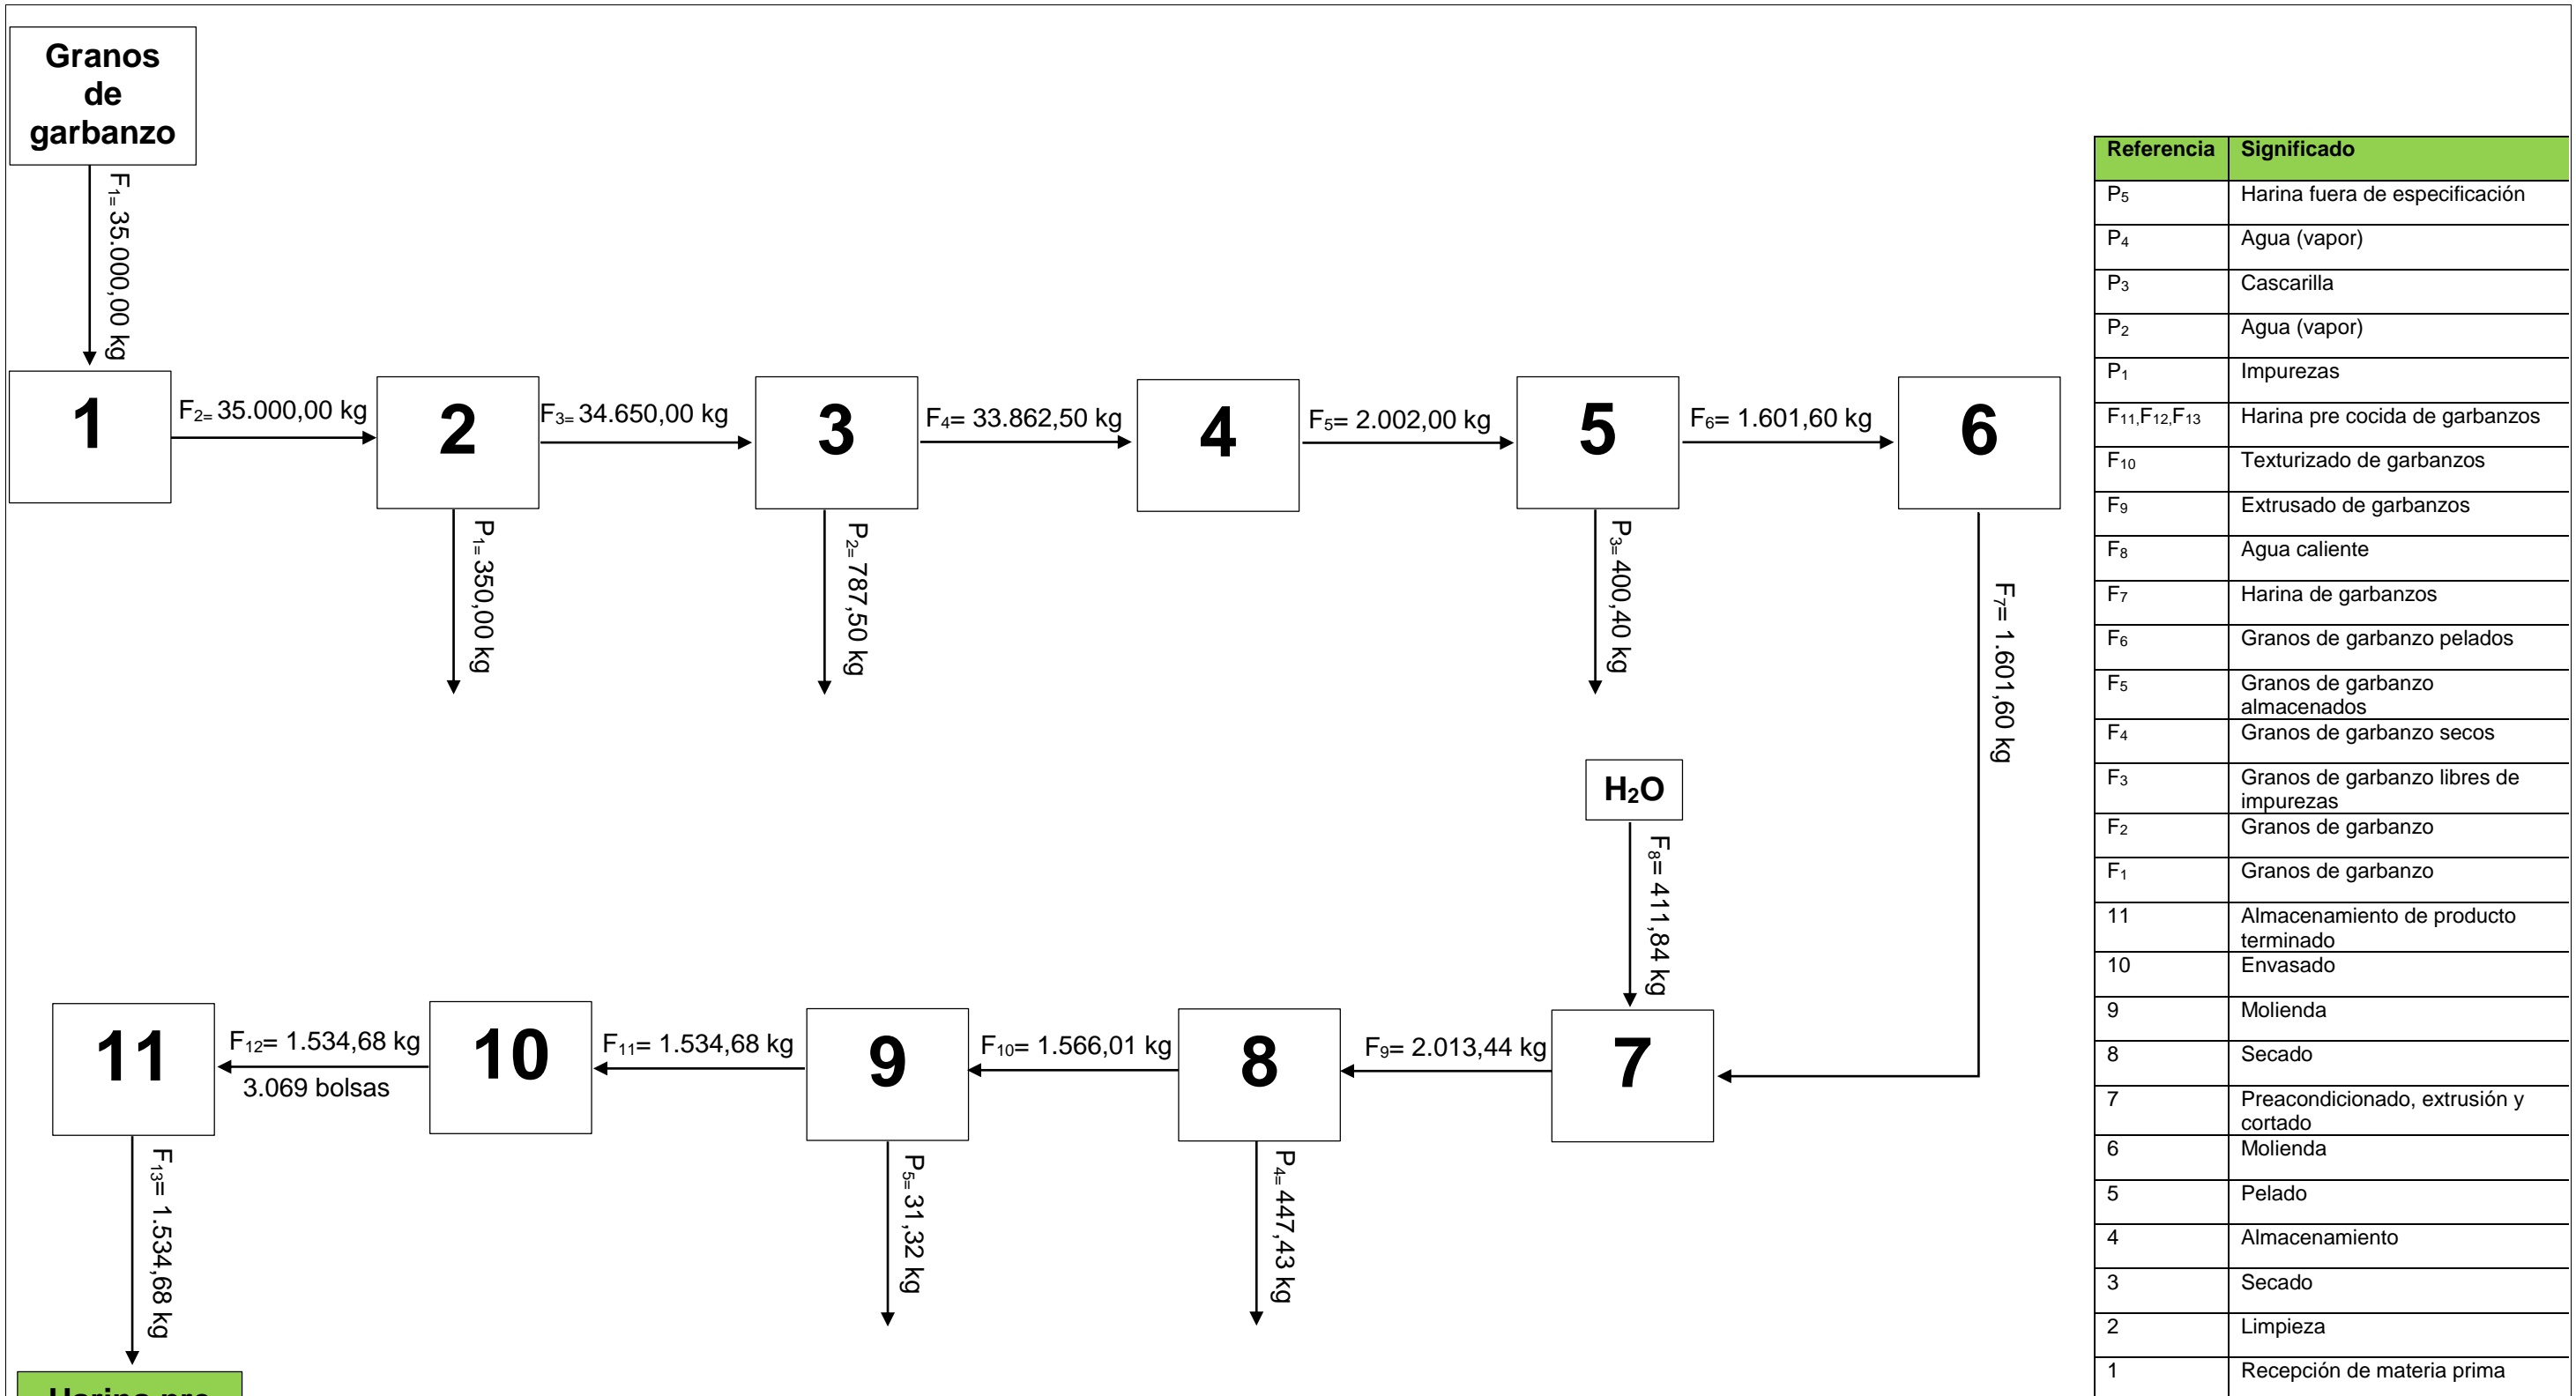 Granos
de
garbanzo
F₁= 35.000,00 kg
1
F₂= 35.000,00 kg
2
F₃= 34.650,00 kg
3
F₄= 33.862,50 kg
4
F₅= 2.002,00 kg
5
F₆= 1.601,60 kg
6
P₁= 350,00 kg
P₂= 787,50 kg
P₃= 400,40 kg
F₇= 1.601,60 kg
H₂O
F₈= 411,84 kg
11
F₁₂= 1.534,68 kg
3.069 bolsas
10
F₁₁= 1.534,68 kg
9
F₁₀= 1.566,01 kg
8
F₉= 2.013,44 kg
7
F₁₃= 1.534,68 kg
P₅= 31,32 kg
P₄= 447,43 kg
Harina pre
Referencia Significado
P₅ Harina fuera de especificación
P₄ Agua (vapor)
P₃ Cascarilla
P₂ Agua (vapor)
P₁ Impurezas
F₁₁,F₁₂,F₁₃ Harina pre cocida de garbanzos
F₁₀ Texturizado de garbanzos
F₉ Extrusado de garbanzos
F₈ Agua caliente
F₇ Harina de garbanzos
F₆ Granos de garbanzo pelados
F₅ Granos de garbanzo
almacenados
F₄ Granos de garbanzo secos
F₃ Granos de garbanzo libres de
impurezas
F₂ Granos de garbanzo
F₁ Granos de garbanzo
11 Almacenamiento de producto
terminado
10 Envasado
9 Molienda
8 Secado
7 Preacondicionado, extrusión y
cortado
6 Molienda
5 Pelado
4 Almacenamiento
3 Secado
2 Limpieza
1 Recepción de materia prima